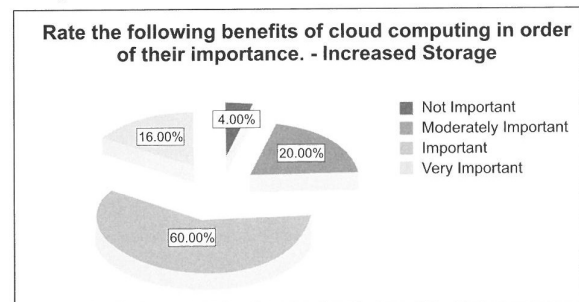 Rate the following benefits of cloud computing in order
of their importance. - Increased Storage
4.00%
16.00%
20.00%
60.00%
Not Important
Moderately Important
Important
Very Important